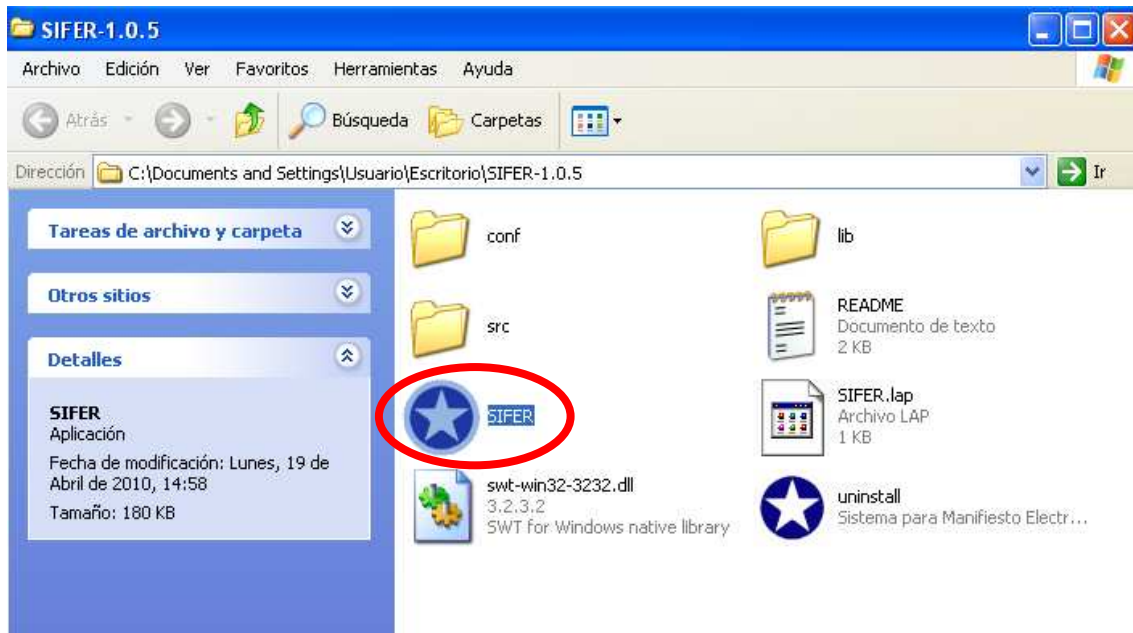 SIFER-1.0.5
Archivo Edición Ver Favoritos Herramientas Ayuda
Atrás Búsqueda Carpetas
Dirección C:\Documents and Settings\Usuario\Escritorio\SIFER-1.0.5 Ir
Tareas de archivo y carpeta
Otros sitios
Detalles
SIFER
Aplicación
Fecha de modificación: Lunes, 19 de
Abril de 2010, 14:58
Tamaño: 180 KB
conf
lib
src
README
Documento de texto
2 KB
SIFER
SIFER.lap
Archivo LAP
1 KB
swt-win32-3232.dll
3.2.3.2
SWT for Windows native library
uninstall
Sistema para Manifiesto Electr...